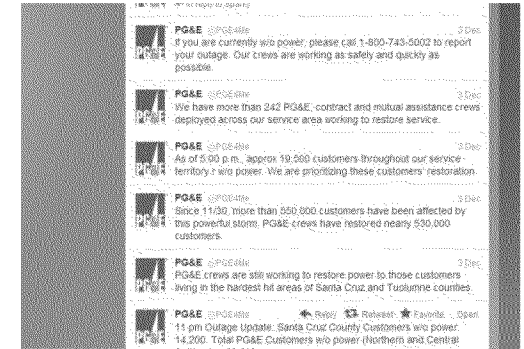 PG&E @PGE4Me 3 Dec
If you are currently w/o power, please call 1-800-743-5002 to report
your outage. Our crews are working as safely and quickly as
possible.
PG&E @PGE4Me 3 Dec
We have more than 242 PG&E, contract and mutual assistance crews
deployed across our service area working to restore service.
PG&E @PGE4Me 3 Dec
As of 5:00 p.m., approx 19,500 customers throughout our service
territory r w/o power. We are prioritizing these customers' restoration.
PG&E @PGE4Me 3 Dec
Since 11/30, more than 550,000 customers have been affected by
this powerful storm. PG&E crews have restored nearly 530,000
customers.
PG&E @PGE4Me 3 Dec
PG&E crews are still working to restore power to those customers
living in the hardest hit areas of Santa Cruz and Tuolumne counties.
PG&E @PGE4Me Reply Retweet Favorite Open
11 pm Outage Update: Santa Cruz County Customers w/o power:
14,200. Total PG&E Customers w/o power (Northern and Central